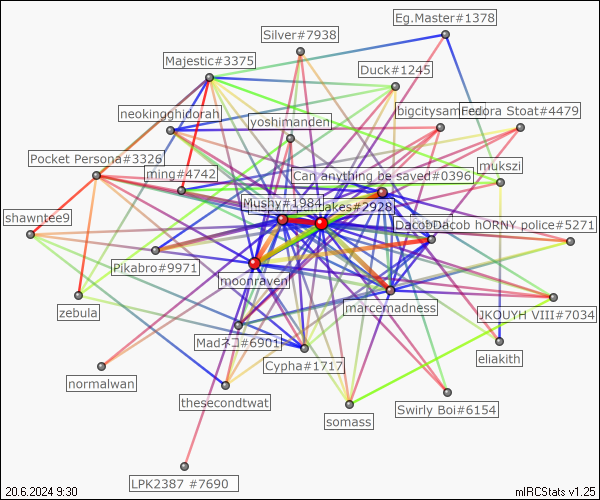 Eg.Master#1378
Silver#7938
Majestic#3375
Duck#1245
neokingghidorah
yoshimanden
Fedora Stoat#4479
Pocket Persona#3326
ming#4742
Can anything be saved#0396
mukszi
Mushy#1984
shawntee9
DacobDacob hORNY police#5271
Pikabro#9971
moonraven
zebula
marcemadness
JKOUYH VIII#7034
Madネコ#6901
eliakith
Cypha#1717
normalwan
thesecondtwat
Swirly Boi#6154
somass
LPK2387 #7690
20.6.2024 9:30
mIRCStats v1.25